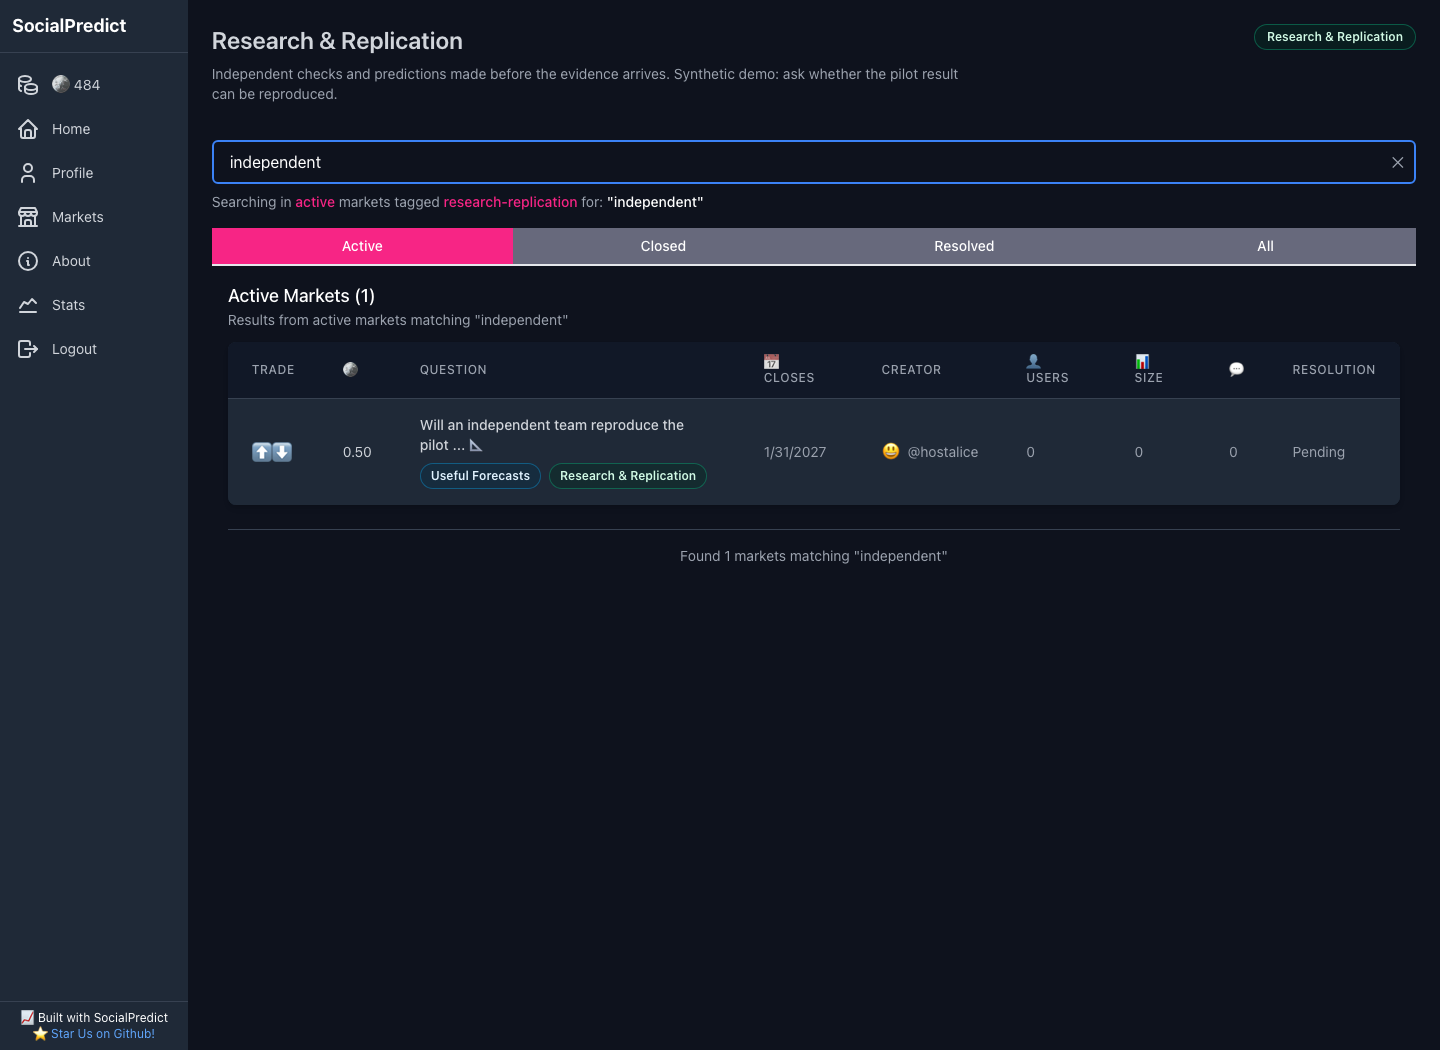 SocialPredict
484
Home
Profile
Markets
About
Stats
Logout
Built with SocialPredict
Star Us on Github!
Research & Replication
Research & Replication
Independent checks and predictions made before the evidence arrives. Synthetic demo: ask whether the pilot result
can be reproduced.
independent
Searching in active markets tagged research-replication for: "independent"
Active
Closed
Resolved
All
Active Markets (1)
Results from active markets matching "independent"
TRADE
QUESTION
17
CLOSES
CREATOR
USERS
SIZE
RESOLUTION
0.50
Will an independent team reproduce the
pilot ...
Useful Forecasts
Research & Replication
1/31/2027
@hostalice
0
0
0
Pending
Found 1 markets matching "independent"